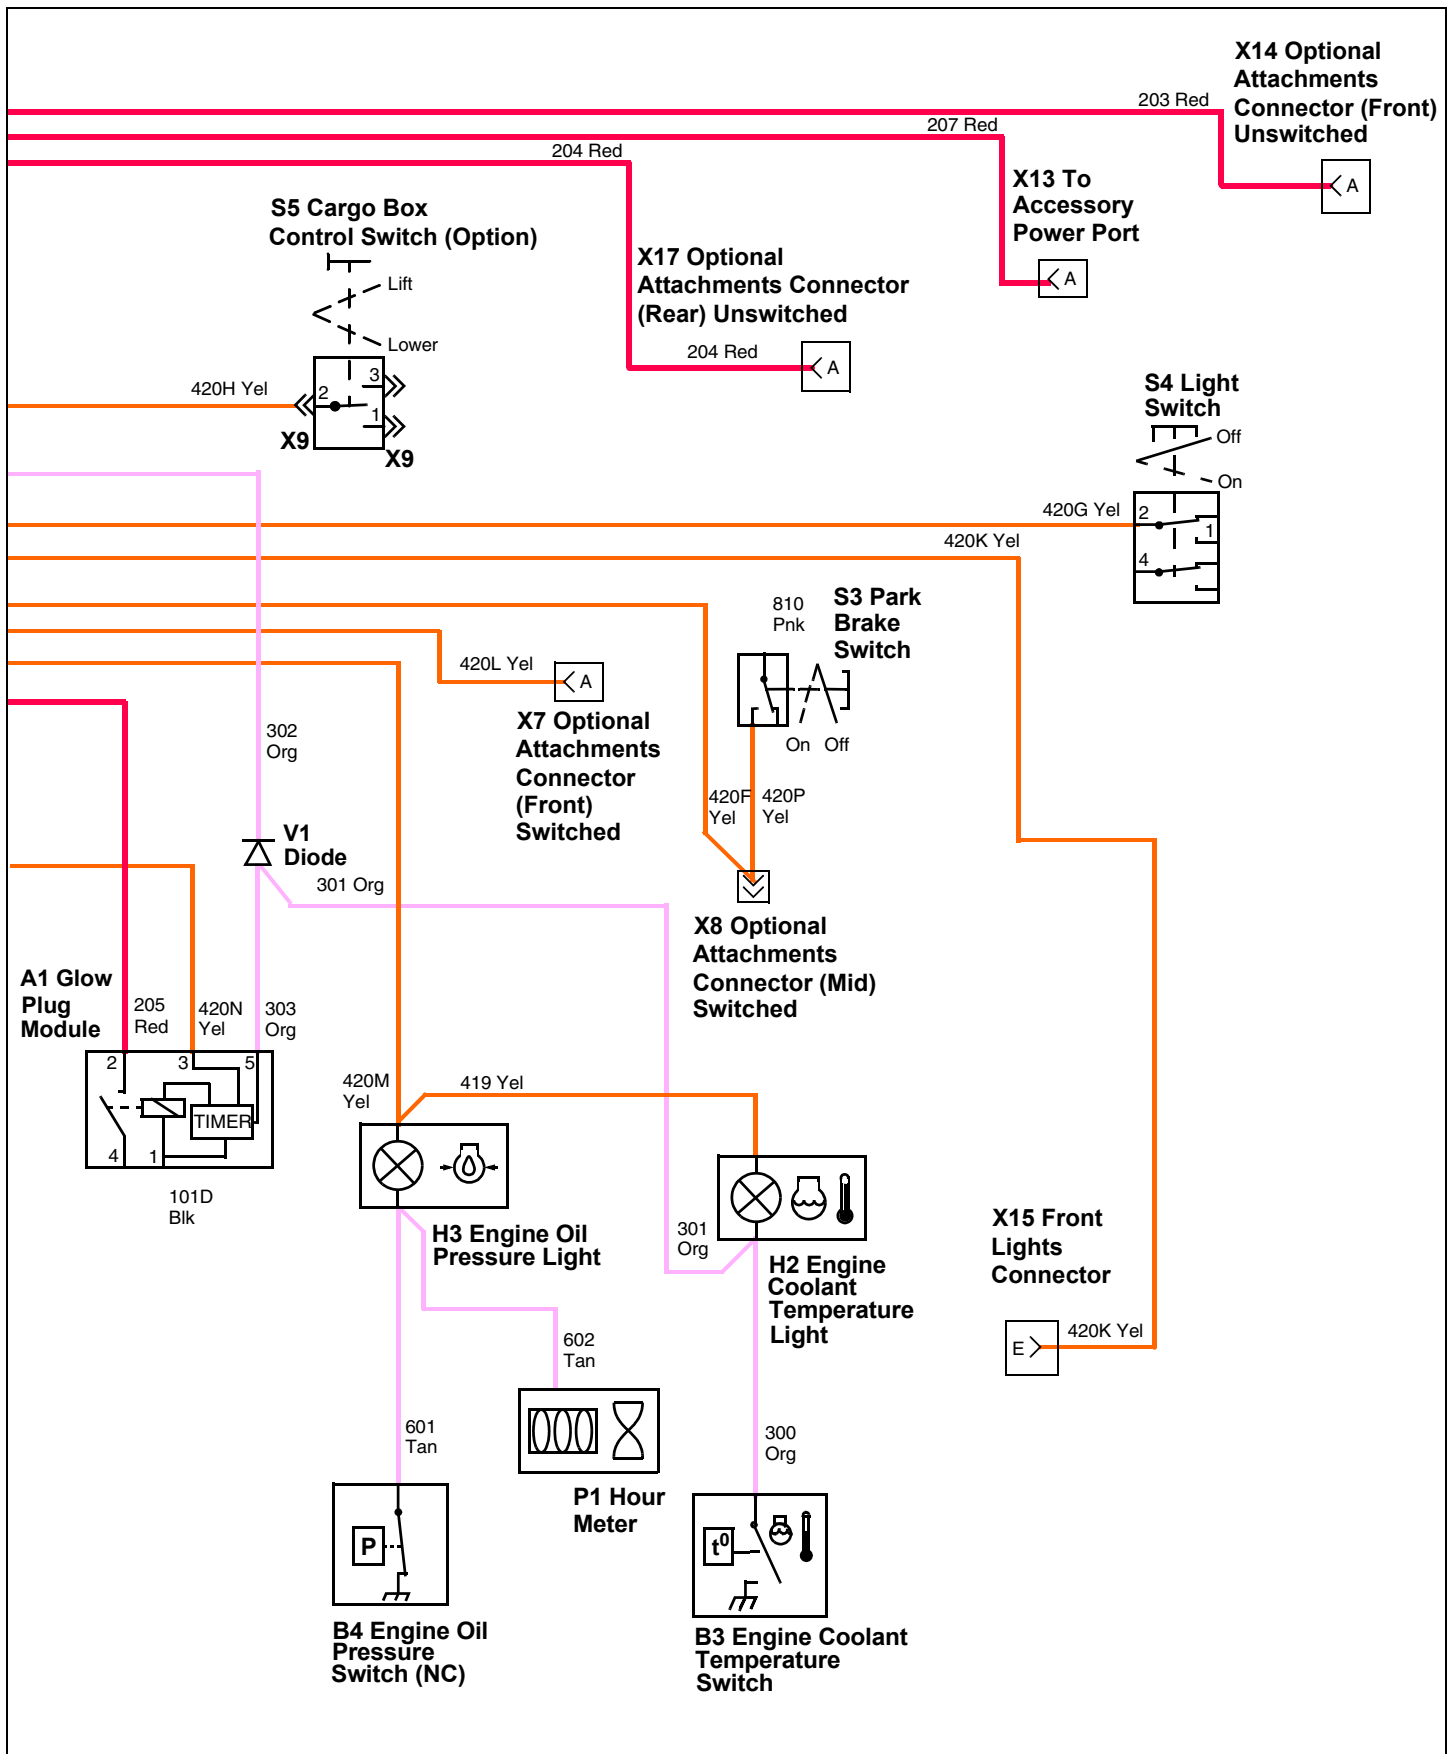 X14 Optional
Attachments
Connector (Front)
Unswitched
203 Red
207 Red
204 Red
A
X13 To
Accessory
Power Port
A
S5 Cargo Box
Control Switch (Option)
Lift
Lower
X17 Optional
Attachments Connector
(Rear) Unswitched
204 Red
A
420H Yel
2
3
1
X9
X9
S4 Light
Switch
Off
On
420G Yel
2
1
4
420K Yel
810
Pnk
S3 Park
Brake
Switch
On Off
420L Yel
A
X7 Optional
Attachments
Connector
(Front)
Switched
302
Org
420F
Yel
420P
Yel
V1
Diode
301 Org
X8 Optional
Attachments
Connector (Mid)
Switched
A1 Glow
Plug
Module
205
Red
420N
Yel
303
Org
2
3
5
TIMER
4
1
101D
Blk
420M
Yel
419 Yel
H3 Engine Oil
Pressure Light
301
Org
H2 Engine
Coolant
Temperature
Light
X15 Front
Lights
Connector
E
420K Yel
602
Tan
601
Tan
300
Org
P1 Hour
Meter
P
t0
B4 Engine Oil
Pressure
Switch (NC)
B3 Engine Coolant
Temperature
Switch